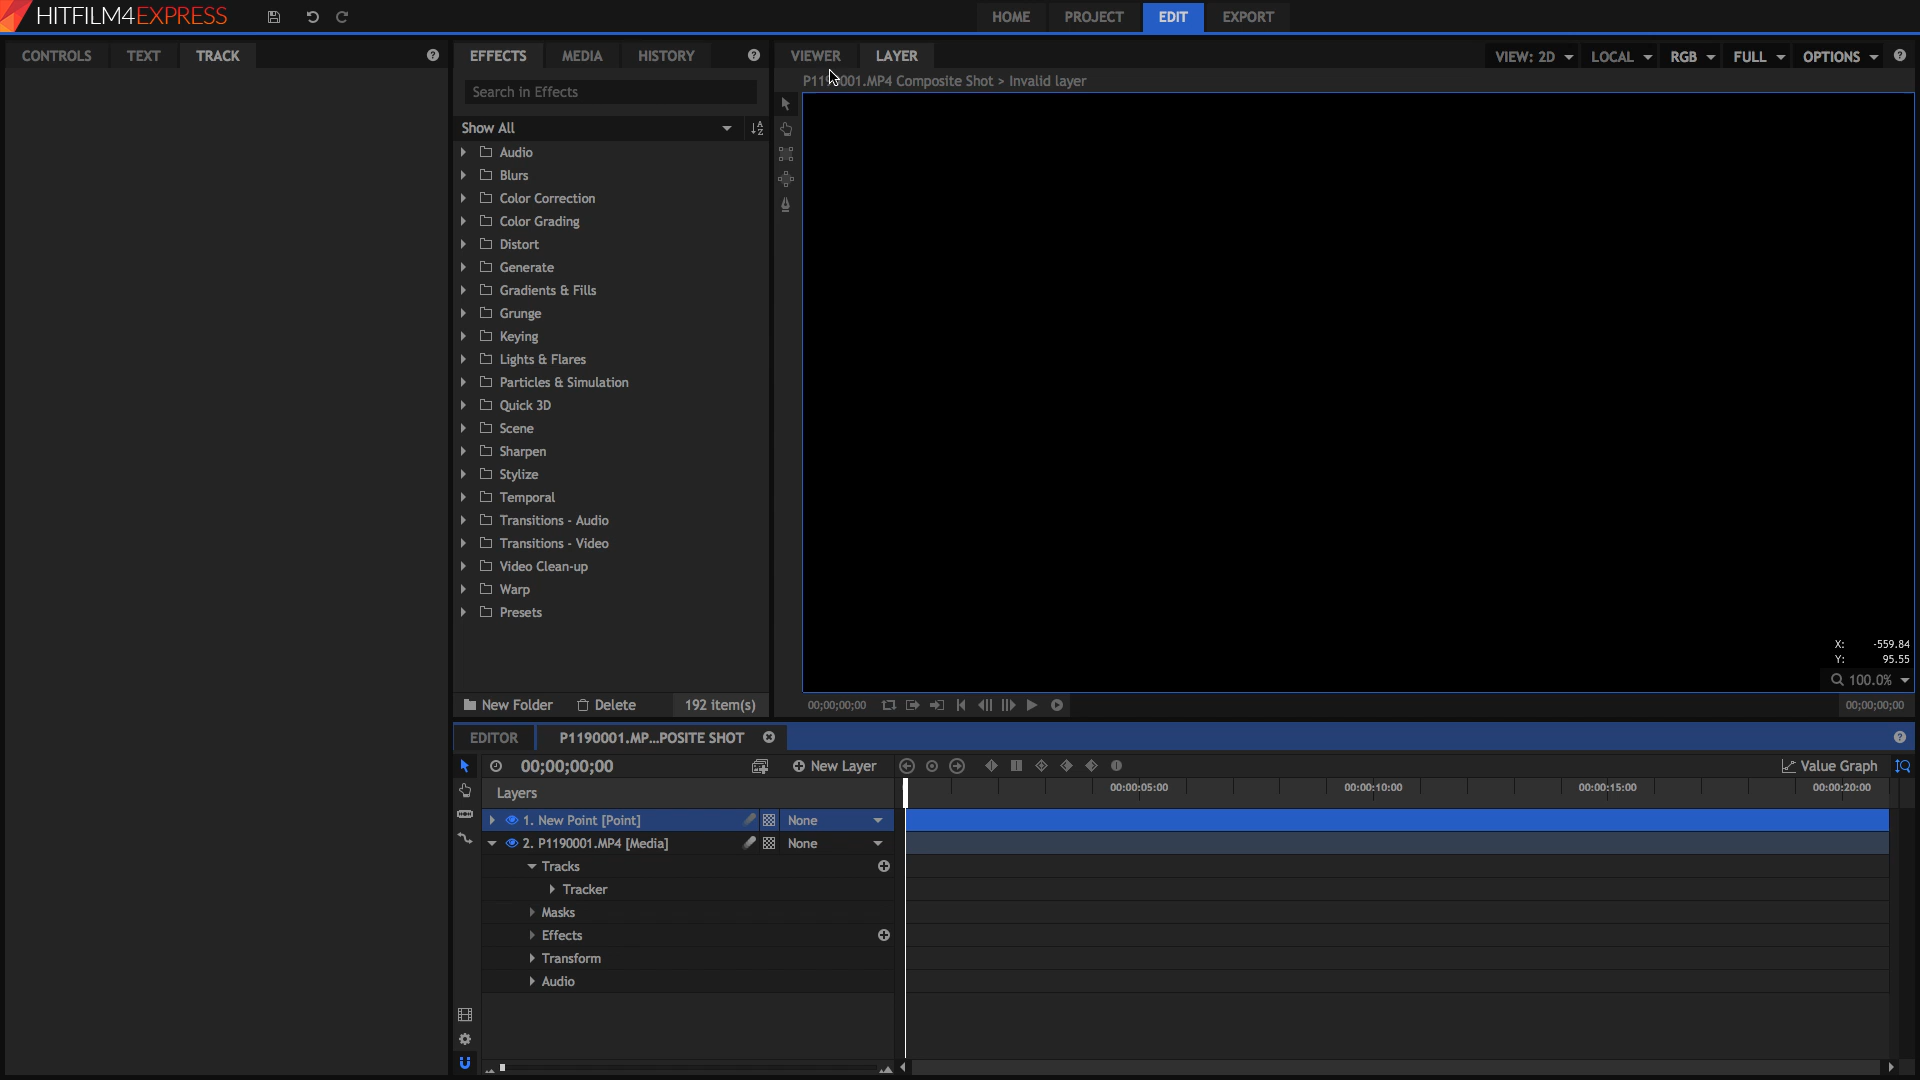 HITFILM4EXPRESS
HOME PROJECT EDIT EXPORT
CONTROLS TEXT TRACK
EFFECTS MEDIA HISTORY
VIEWER LAYER
VIEW: 2D LOCAL RGB FULL OPTIONS
Composite Shot > Invalid layer
Search in Effects
Show All
Audio
Blurs
Color Correction
Color Grading
Distort
Generate
Gradients & Fills
Grunge
Keying
Lights & Flares
Particles & Simulation
Quick 3D
Scene
Sharpen
Stylize
Temporal
Transitions - Audio
Transitions - Video
Video Clean-up
Warp
Presets
X: -559.84
Y: 95.55
100.0%
New Folder Delete 192 item(s)
00;00;00;00
00;00;00;00
EDITOR P1190001.MP...POSITE SHOT
00;00;00;00 New Layer
Value Graph
Layers
00:00:05:00 00:00:10:00 00:00:15:00 00:00:20:00
1. New Point [Point] None
2. P1190001.MP4 [Media] None
Tracks
Tracker
Masks
Effects
Transform
Audio